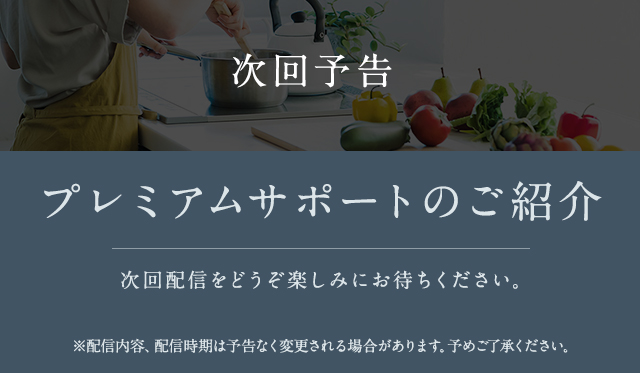 次回予告
プレミアムサポートのご紹介
次回配信をどうぞ楽しみにお待ちください。
※配信内容、配信時期は予告なく変更される場合があります。予めご了承ください。